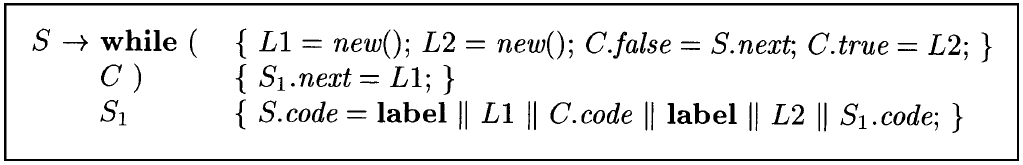 S → while ( { L1 = new(); L2 = new(); C.false = S.next; C.true = L2; }
C ) { S₁.next = L1; }
S₁ { S.code = label ∥ L1 ∥ C.code ∥ label ∥ L2 ∥ S₁.code; }